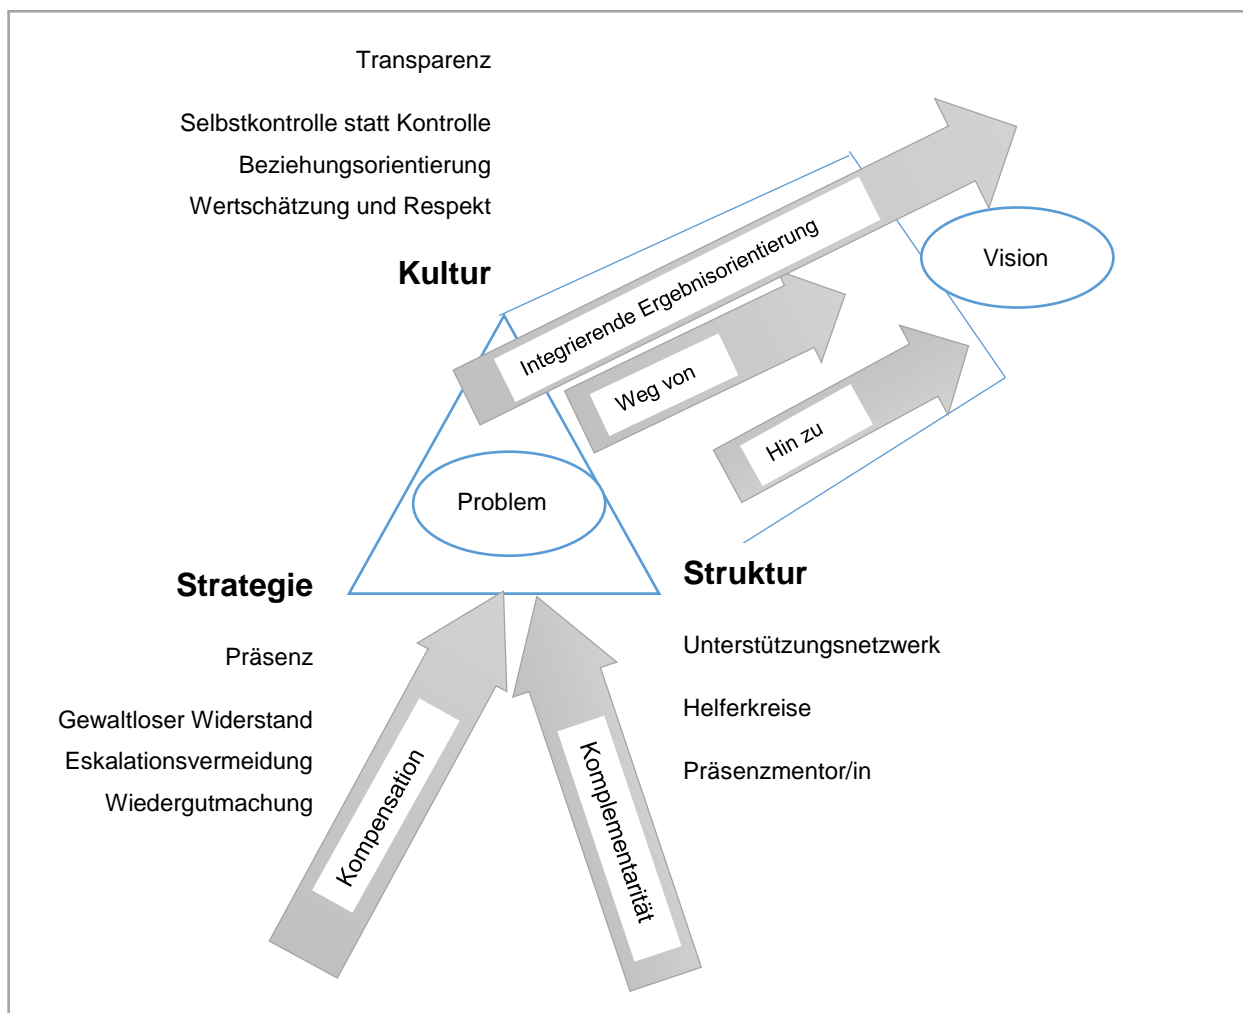 Transparenz
Selbstkontrolle statt Kontrolle
Beziehungsorientierung
Wertschätzung und Respekt
Kultur
Integrierende Ergebnisorientierung
Vision
Weg von
Hin zu
Problem
Strategie
Präsenz
Gewaltloser Widerstand
Eskalationsvermeidung
Wiedergutmachung
Kompensation
Komplementarität
Struktur
Unterstützungsnetzwerk
Helferkreise
Präsenzmentor/in